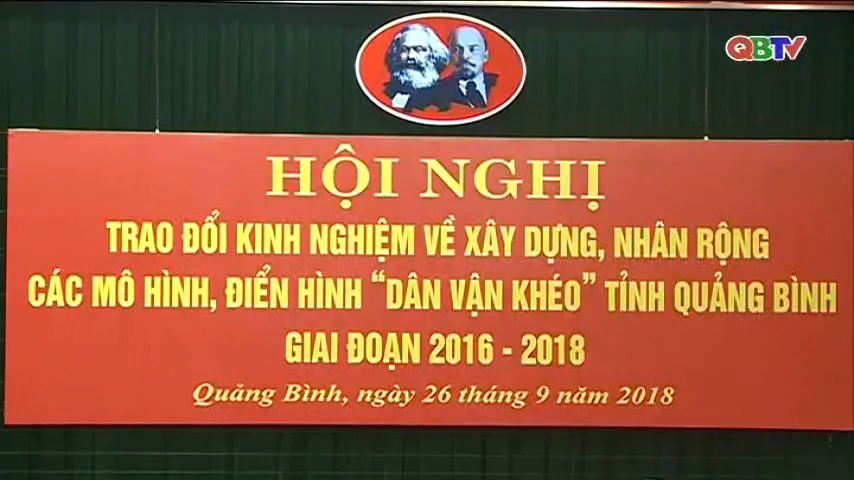 QBTV
HỘI NGHỊ
TRAO ĐỔI KINH NGHIỆM VỀ XÂY DỰNG, NHÂN RỘNG
CÁC MÔ HÌNH, ĐIỂN HÌNH “DÂN VẬN KHÉO” TỈNH QUẢNG BÌNH
GIAI ĐOẠN 2016 - 2018
Quảng Bình, ngày 26 tháng 9 năm 2018